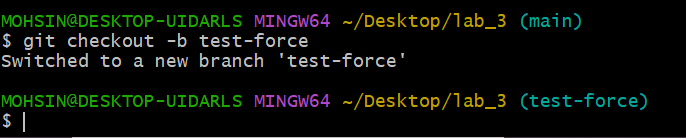 MOHSIN@DESKTOP-UIDARLS MINGW64 ~/Desktop/lab_3 (main)
$ git checkout -b test-force
Switched to a new branch 'test-force'
MOHSIN@DESKTOP-UIDARLS MINGW64 ~/Desktop/lab_3 (test-force)
$